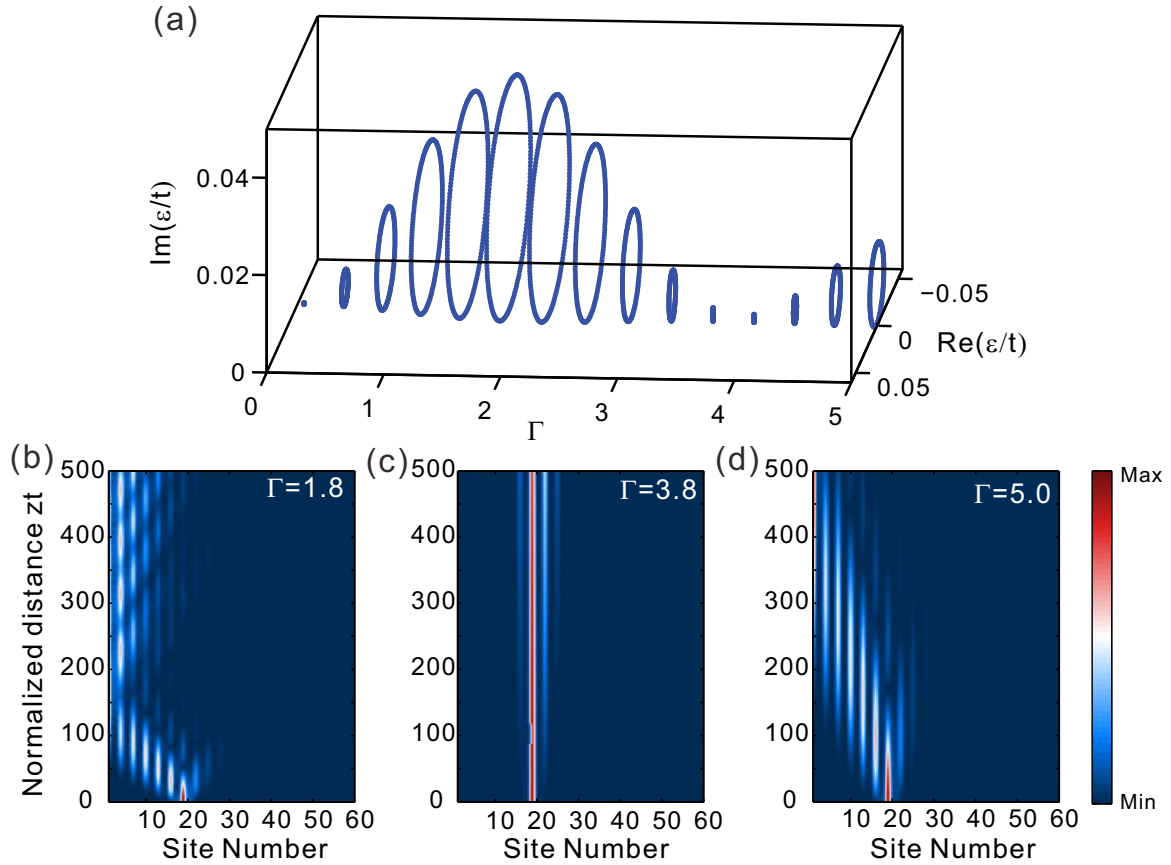 (a)
Im(ε/t)
0.04
0.02
0
0
1
2
3
4
5
Γ
−0.05
0
0.05
Re(ε/t)
(b)
(c)
(d)
Γ=1.8
Γ=3.8
Γ=5.0
Normalized distance zt
500
400
300
200
100
0
10 20 30 40 50 60
Site Number
500
400
300
200
100
0
10 20 30 40 50 60
Site Number
500
400
300
200
100
0
10 20 30 40 50 60
Site Number
Max
Min